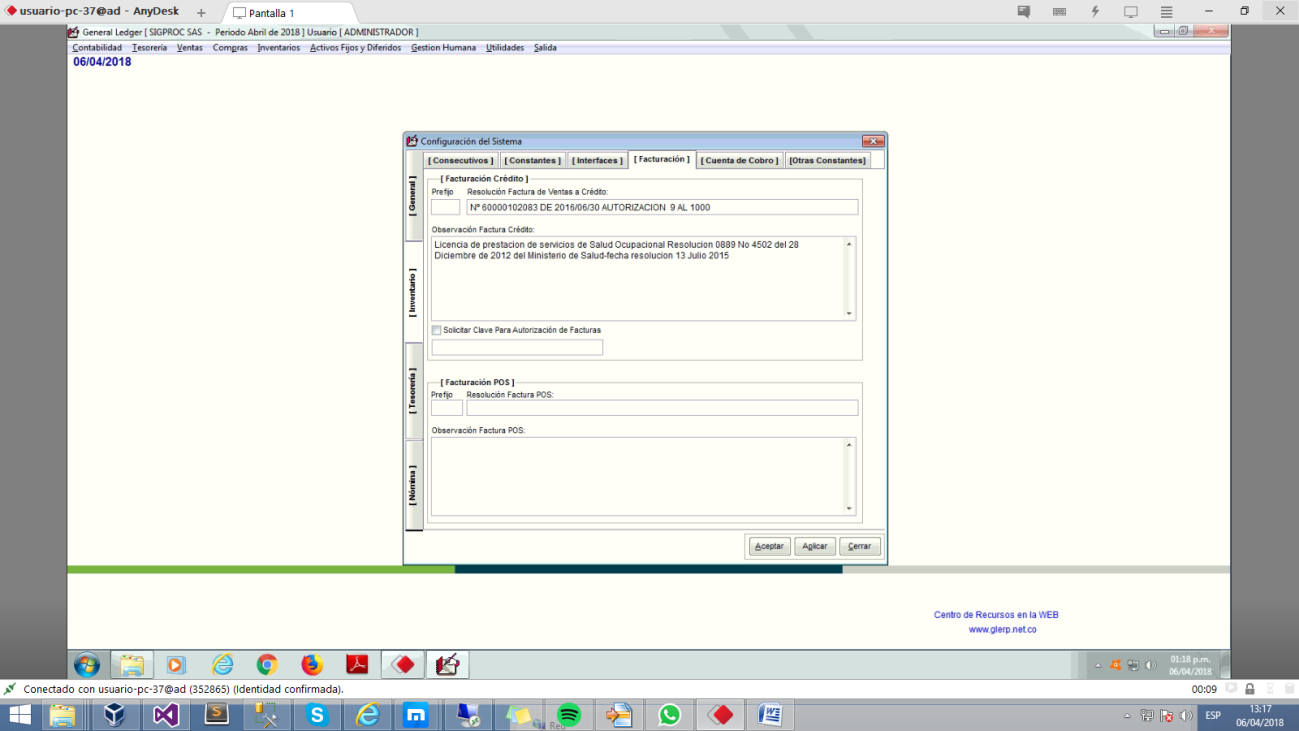 usuario-pc-37@ad - AnyDesk
Pantalla 1
General Ledger [ SIGPROC SAS - Periodo Abril de 2018 ] Usuario [ ADMINISTRADOR ]
Contabilidad Tesorería Ventas Compras Inventarios Activos Fijos y Diferidos Gestion Humana Utilidades Salida
06/04/2018
Configuración del Sistema
[ Consecutivos ] [ Constantes ] [ Interfaces ] [ Facturación ] [ Cuenta de Cobro ] [Otras Constantes]
[ General ]
[ Inventario ]
[ Tesorería ]
[ Nómina ]
[ Facturación Crédito ]
Prefijo Resolución Factura de Ventas a Crédito:
Nº 60000102083 DE 2016/06/30 AUTORIZACION 9 AL 1000
Observación Factura Crédito:
Licencia de prestacion de servicios de Salud Ocupacional Resolucion 0889 No 4502 del 28
Diciembre de 2012 del Ministerio de Salud-fecha resolucion 13 Julio 2015
Solicitar Clave Para Autorización de Facturas
[ Facturación POS ]
Prefijo Resolución Factura POS:
Observación Factura POS:
Aceptar Aplicar Cerrar
Centro de Recursos en la WEB
www.glerp.net.co
01:18 p.m.
06/04/2018
Conectado con usuario-pc-37@ad (352865) (Identidad confirmada).
00:09
Red
ESP
13:17
06/04/2018